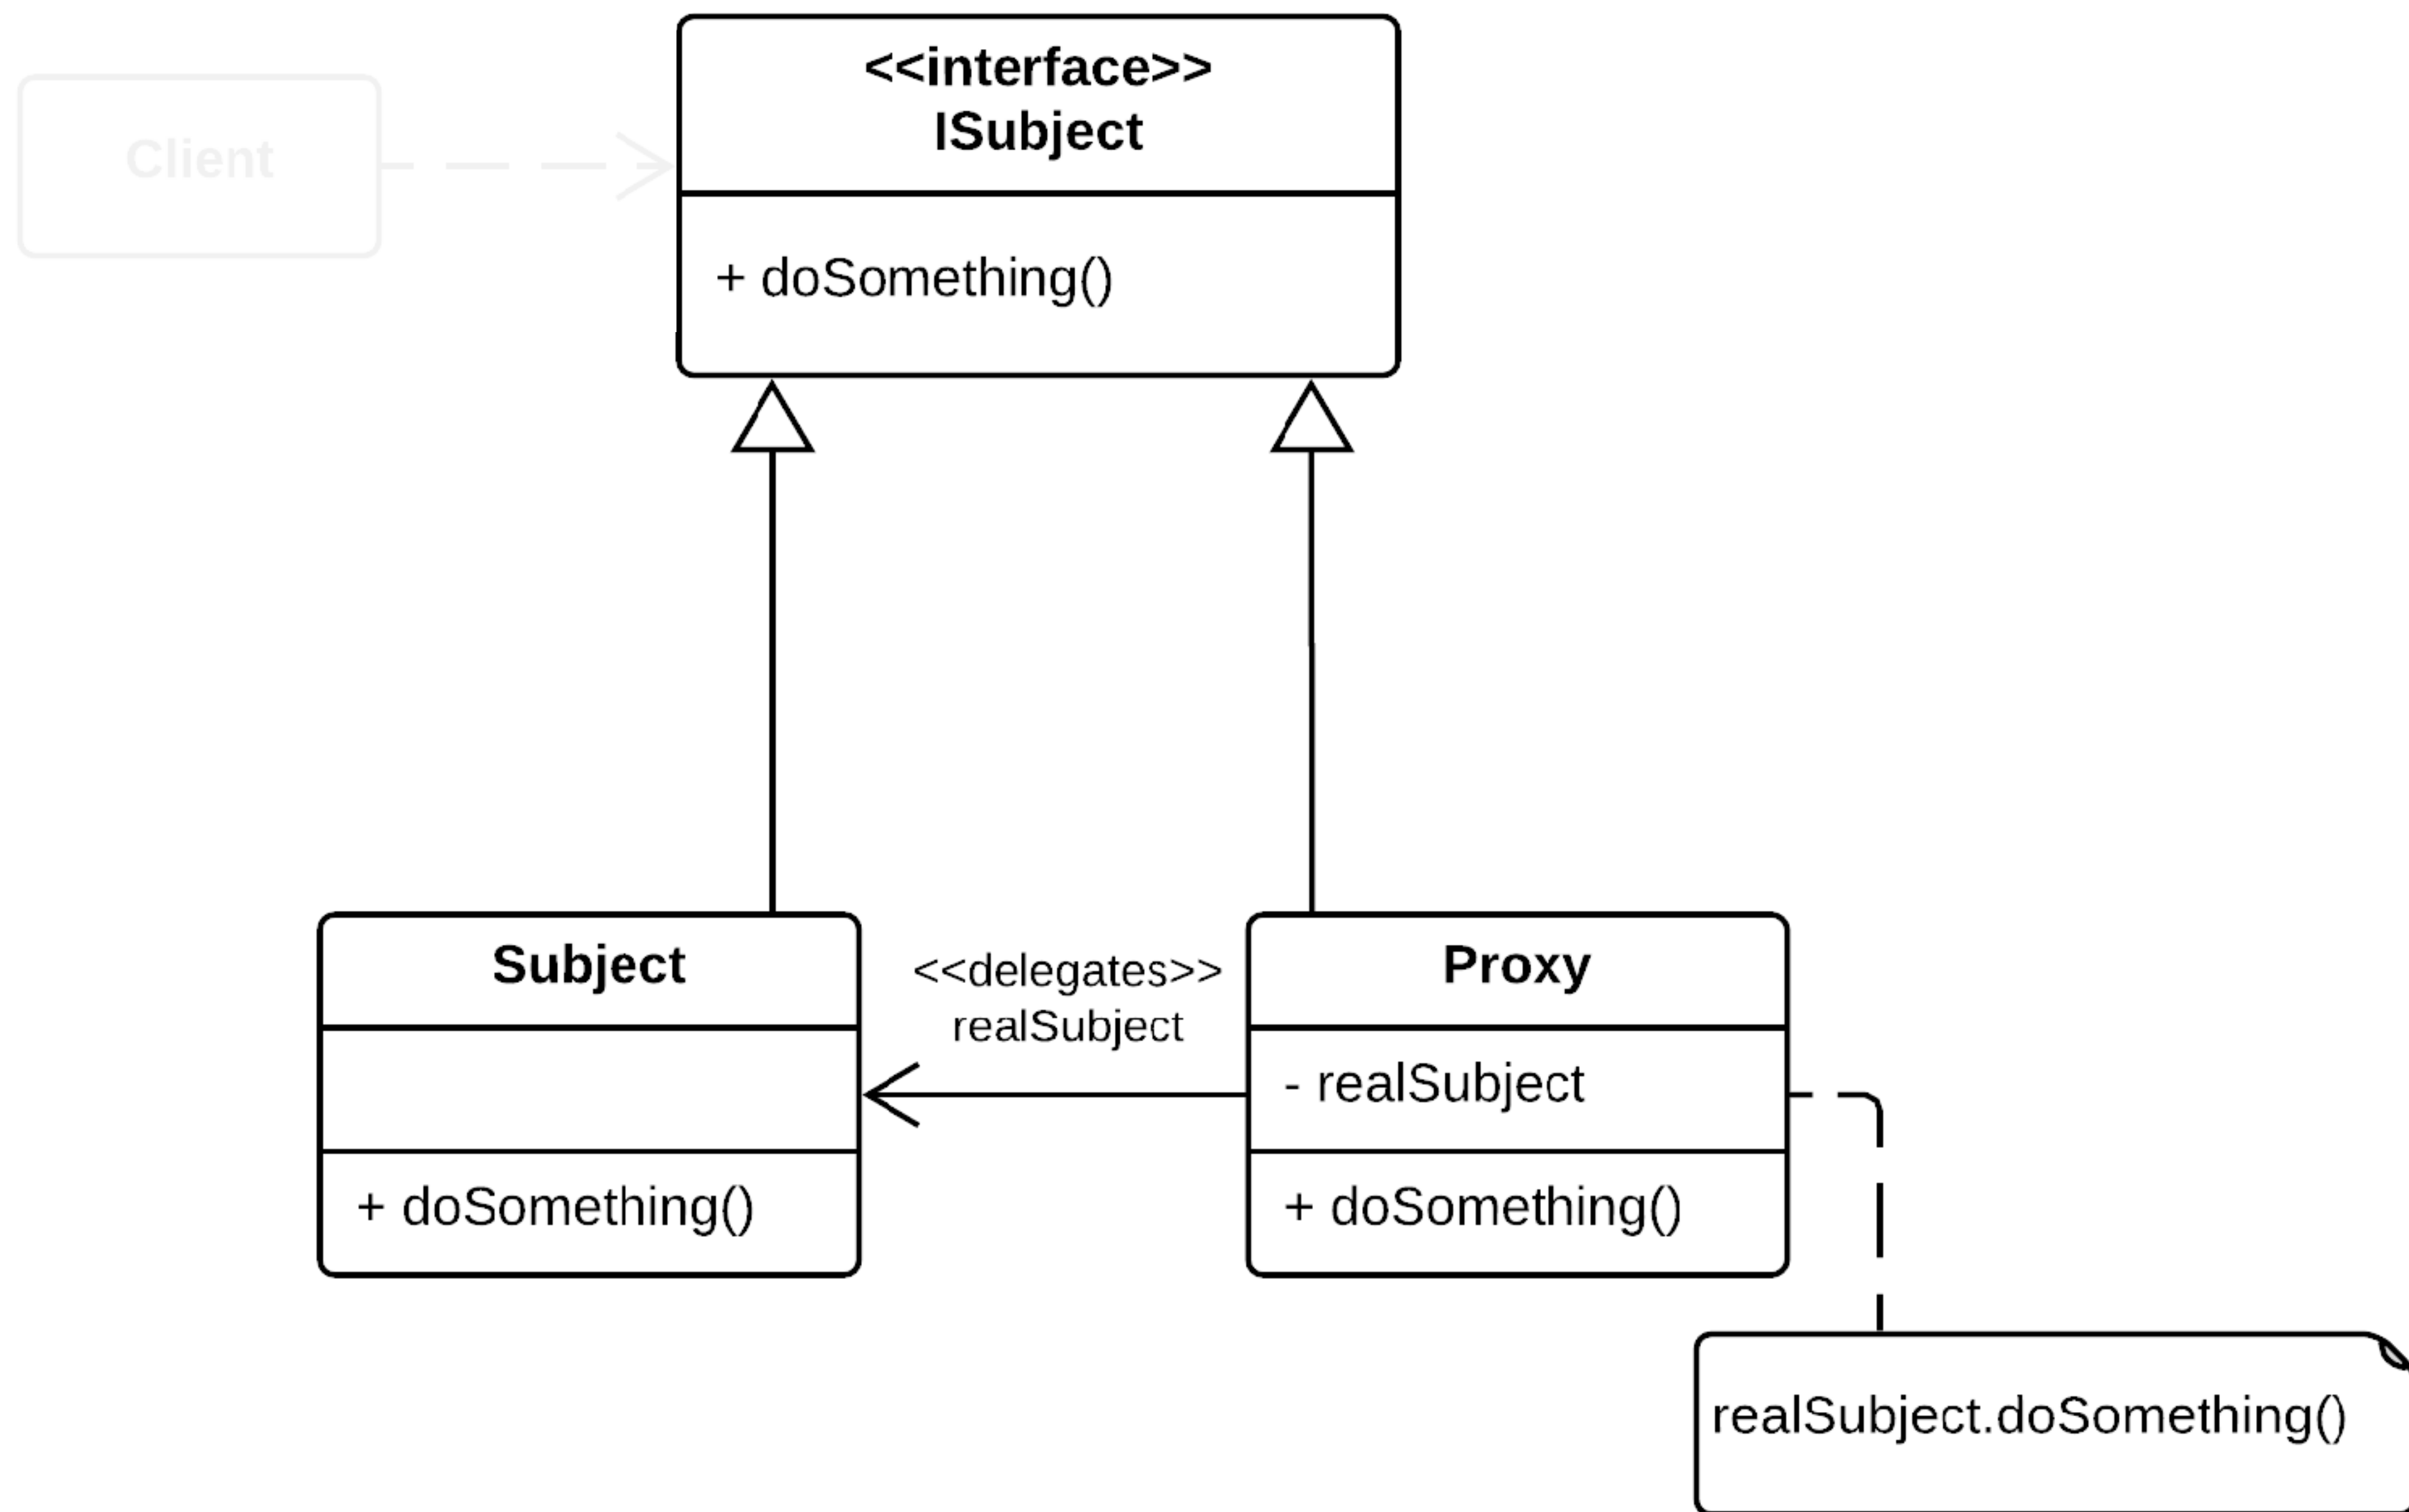 <<interface>>
ISubject
Client
+ doSomething()
Subject
<<delegates>>
realSubject
Proxy
- realSubject
+ doSomething()
+ doSomething()
realSubject.doSomething()